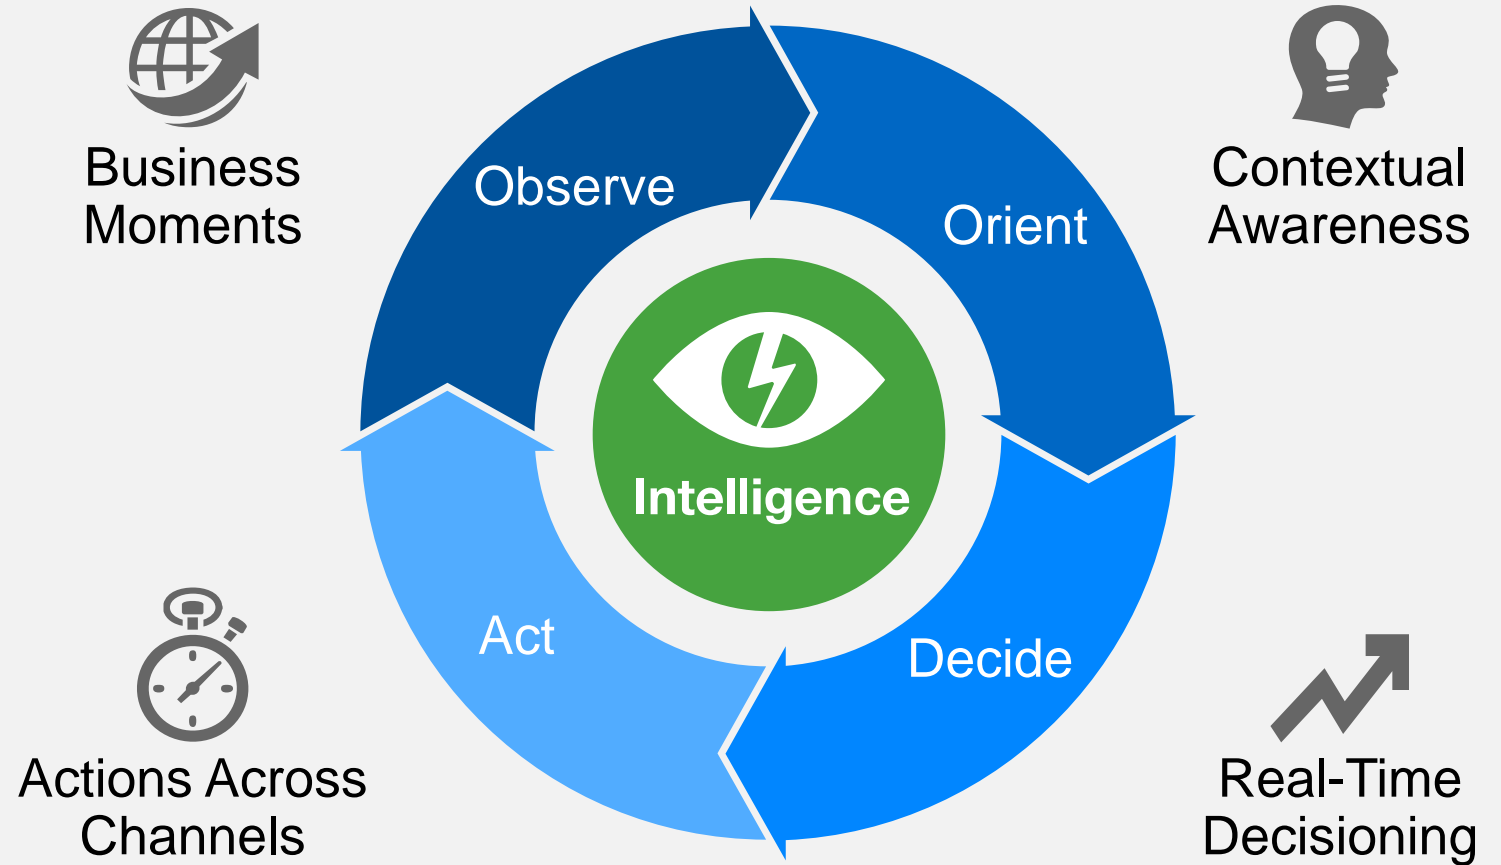 Business
Moments
Observe
Orient
Contextual
Awareness
Intelligence
Act
Decide
Actions Across
Channels
Real-Time
Decisioning